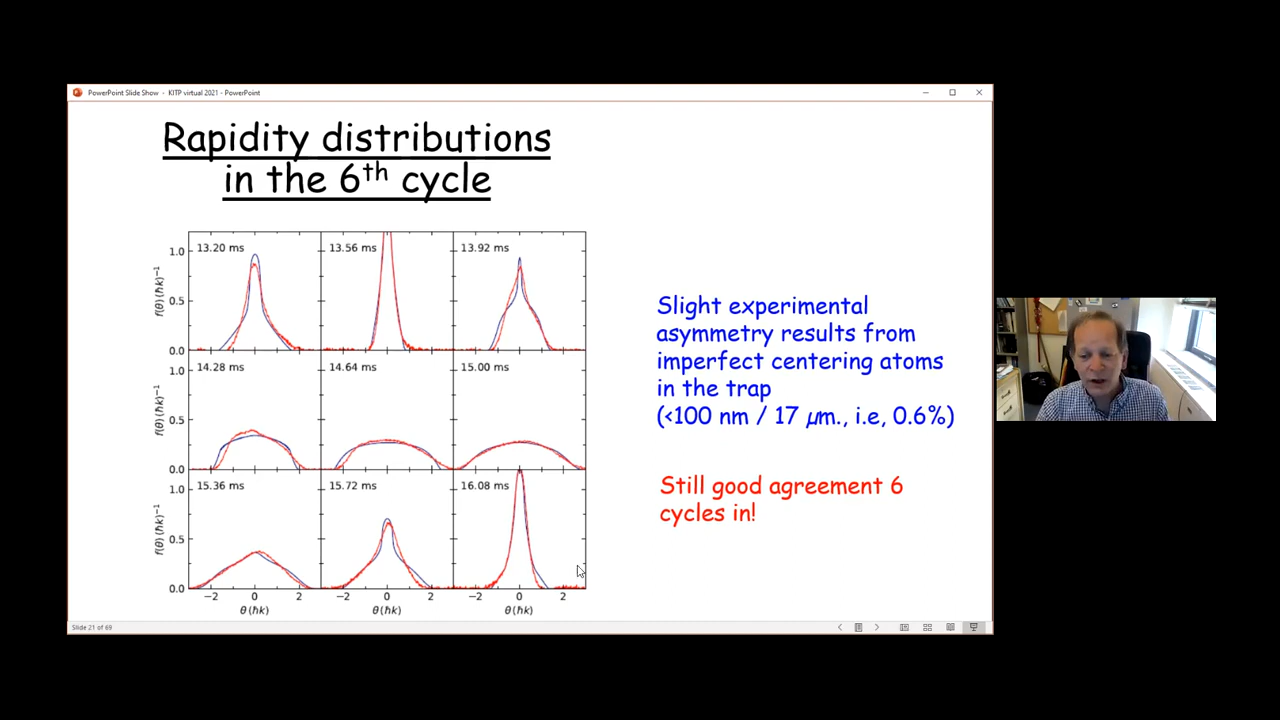 PowerPoint Slide Show - KITP virtual 2021 - PowerPoint
Rapidity distributions
in the 6th cycle
13.20 ms
13.56 ms
13.92 ms
1.0
0.5
0.0
f(θ) (ħk)⁻¹
14.28 ms
14.64 ms
15.00 ms
1.0
0.5
0.0
f(θ) (ħk)⁻¹
15.36 ms
15.72 ms
16.08 ms
1.0
0.5
0.0
f(θ) (ħk)⁻¹
−2 0 2 −2 0 2 −2 0 2
θ (ħk) θ (ħk) θ (ħk)
Slight experimental
asymmetry results from
imperfect centering atoms
in the trap
(<100 nm / 17 µm., i.e, 0.6%)
Still good agreement 6
cycles in!
Slide 21 of 69